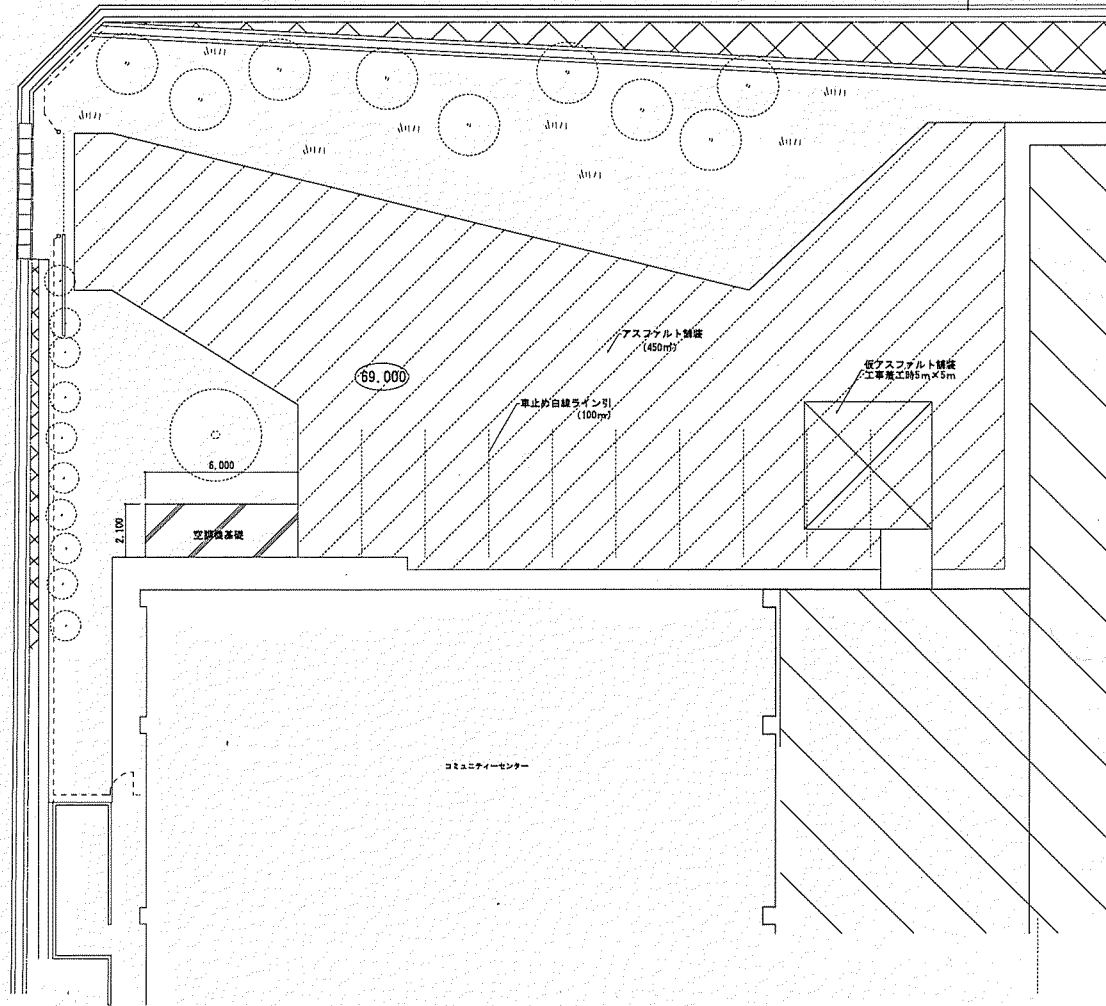 アスファルト舗装
(450㎡)
仮アスファルト舗装
工事着工時5m×5m
69.000
車止め白線ライン引
(100m)
6,000
2,100
空調機基礎
コミュニティーセンター